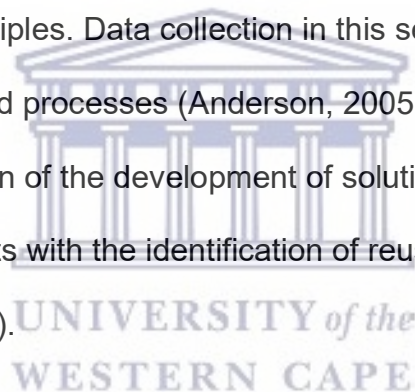 iples. Data collection in this s
d processes (Anderson, 2005
n of the development of soluti
ts with the identification of reu
).
UNIVERSITY of the
WESTERN CAPE